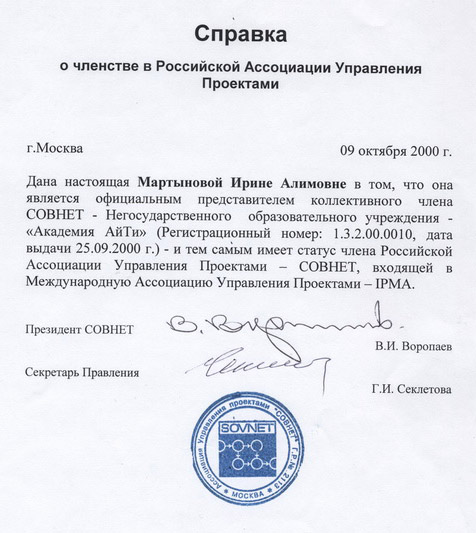 Справка
о членстве в Российской Ассоциации Управления
Проектами
г.Москва 09 октября 2000 г.
Дана настоящая Мартыновой Ирине Алимовне в том, что она
является официальным представителем коллективного члена
СОВНЕТ - Негосударственного образовательного учреждения -
«Академия АйТи» (Регистрационный номер: 1.3.2.00.0010, дата
выдачи 25.09.2000 г.) - и тем самым имеет статус члена Российской
Ассоциации Управления Проектами – СОВНЕТ, входящей в
Международную Ассоциацию Управления Проектами – IPMA.
Президент СОВНЕТ
В.И. Воропаев
Секретарь Правления
Г.И. Секлетова
Ассоциация Управления проектами "СОВНЕТ" Г.Р.№ 2113
SOVNET
МОСКВА